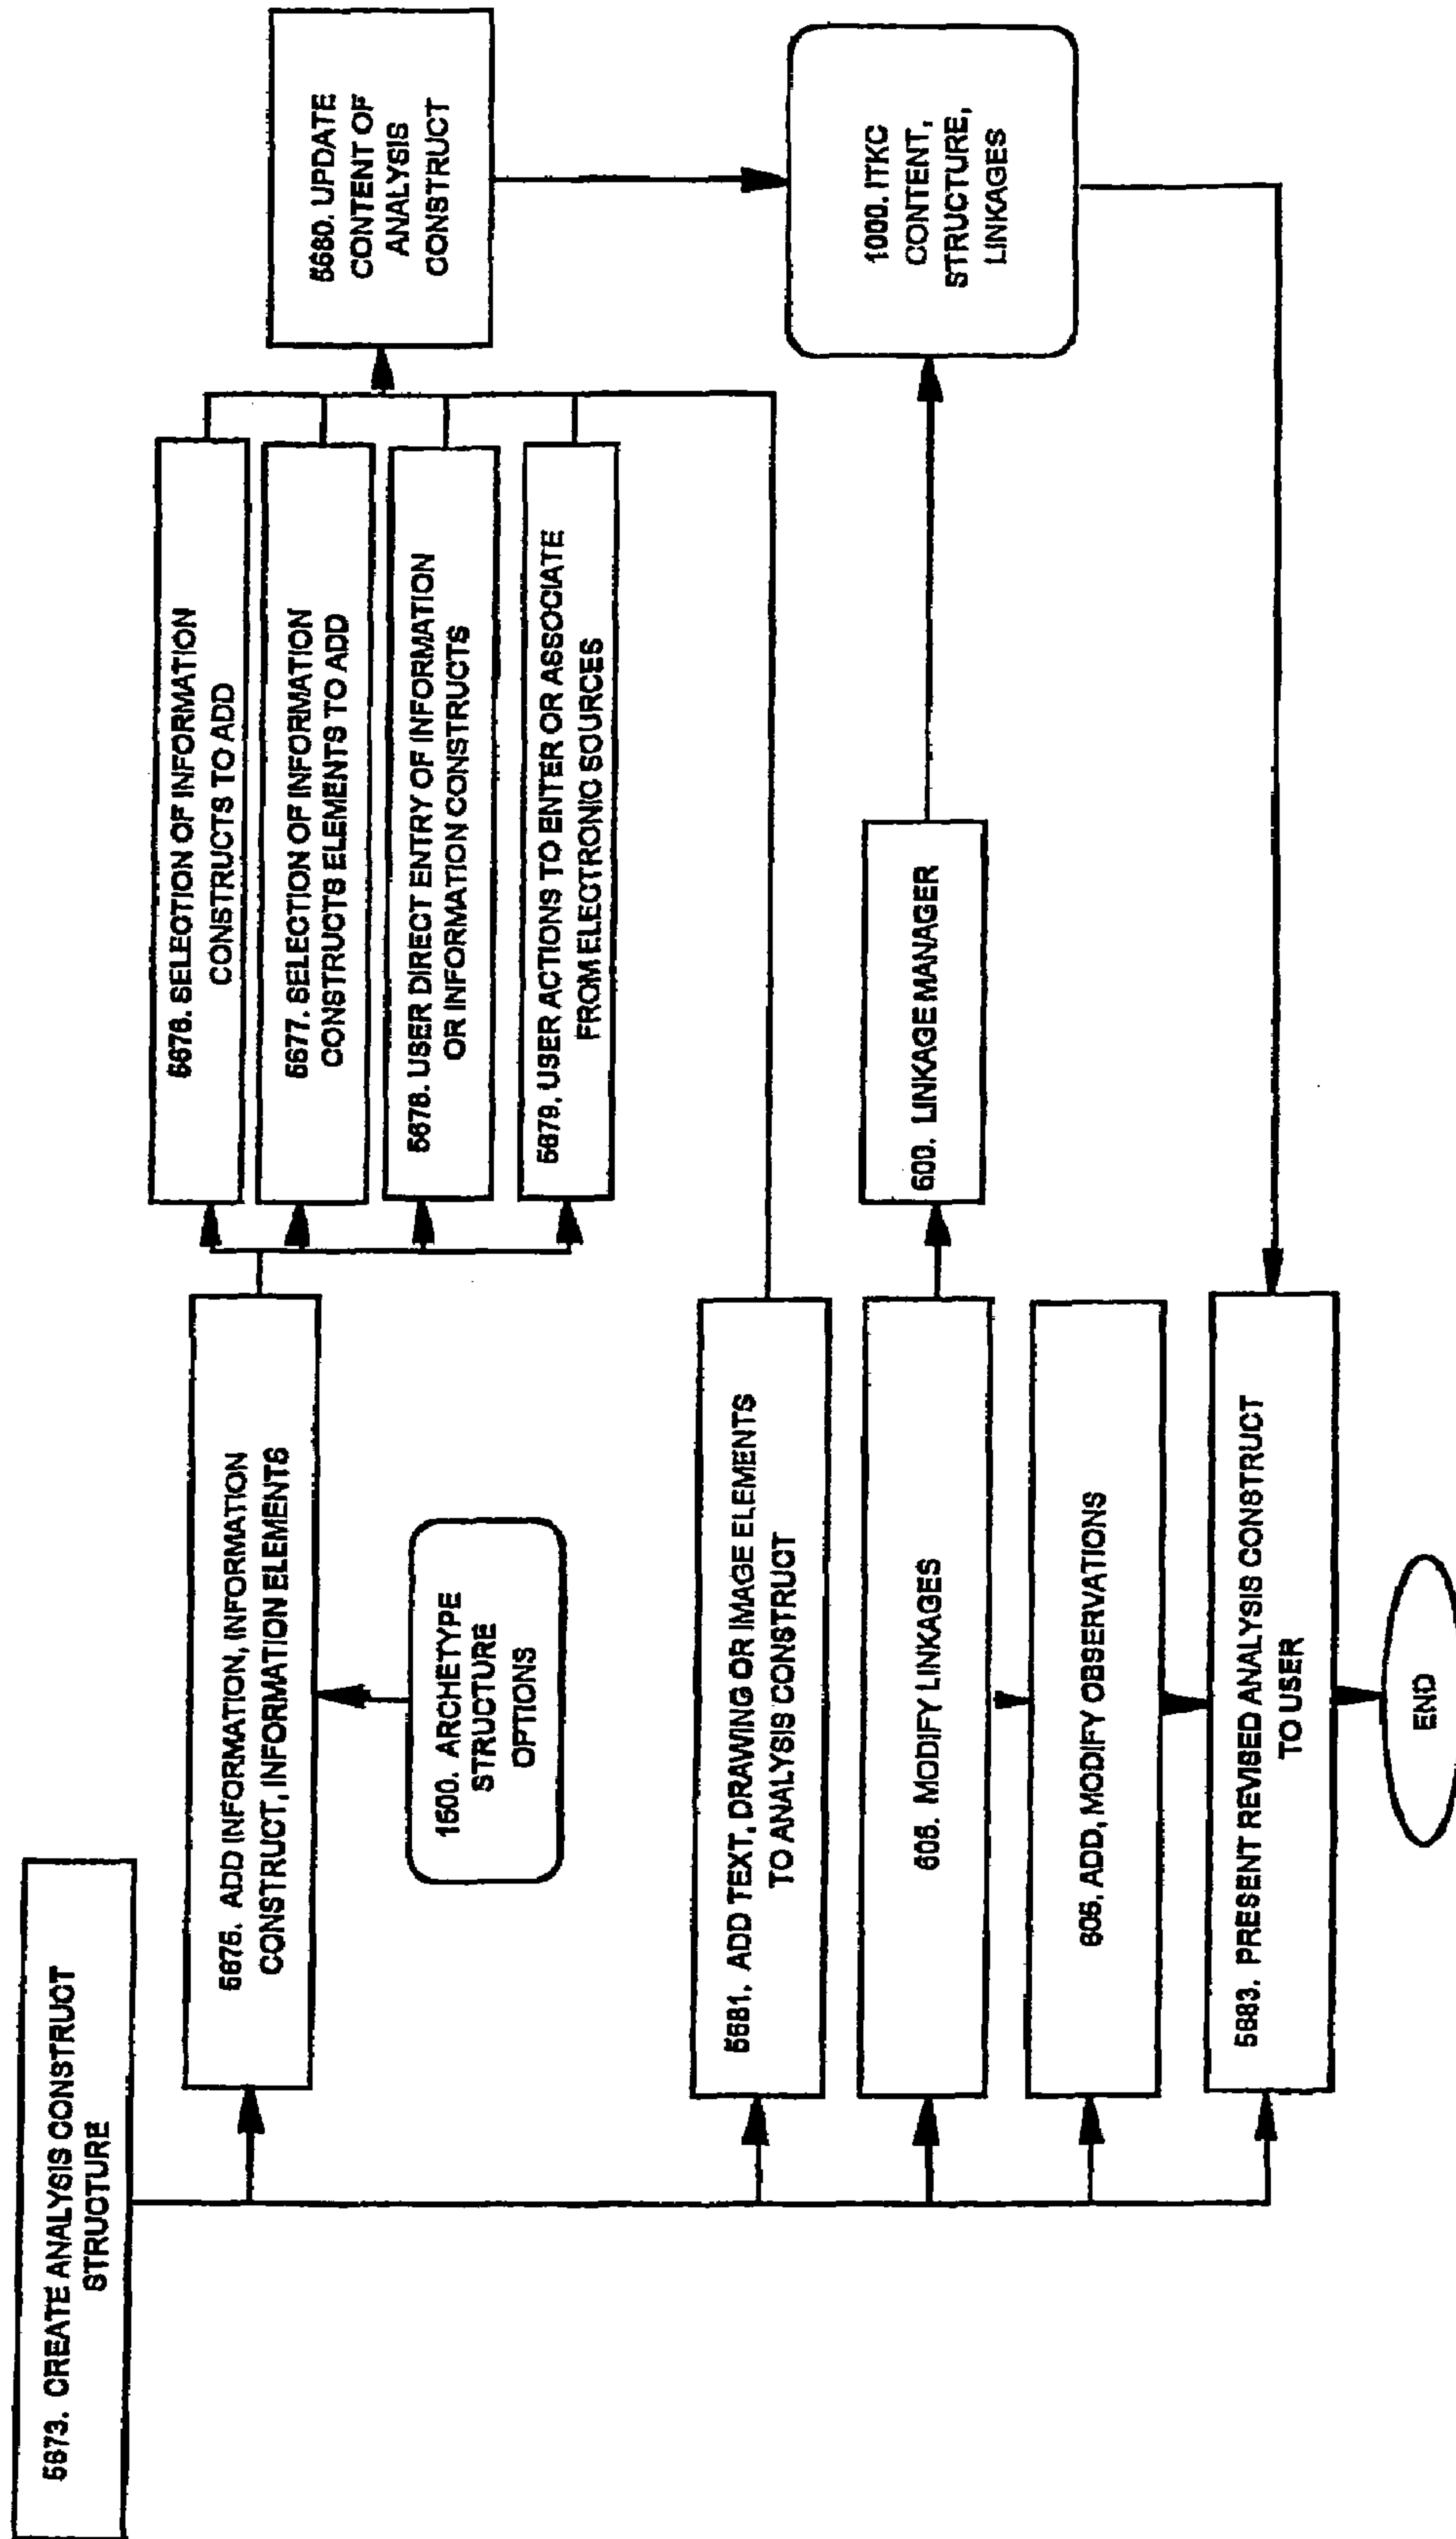 5673. CREATE ANALYSIS CONSTRUCT
STRUCTURE
5675. ADD INFORMATION, INFORMATION
CONSTRUCT, INFORMATION ELEMENTS
1500. ARCHETYPE
STRUCTURE
OPTIONS
5676. SELECTION OF INFORMATION
CONSTRUCTS TO ADD
5677. SELECTION OF INFORMATION
CONSTRUCTS ELEMENTS TO ADD
5678. USER DIRECT ENTRY OF INFORMATION
OR INFORMATION CONSTRUCTS
5679. USER ACTIONS TO ENTER OR ASSOCIATE
FROM ELECTRONIC SOURCES
5680. UPDATE
CONTENT OF
ANALYSIS
CONSTRUCT
5681. ADD TEXT, DRAWING OR IMAGE ELEMENTS
TO ANALYSIS CONSTRUCT
605. MODIFY LINKAGES
600. LINKAGE MANAGER
1000. ITKC
CONTENT,
STRUCTURE,
LINKAGES
605. ADD, MODIFY OBSERVATIONS
5683. PRESENT REVISED ANALYSIS CONSTRUCT
TO USER
END